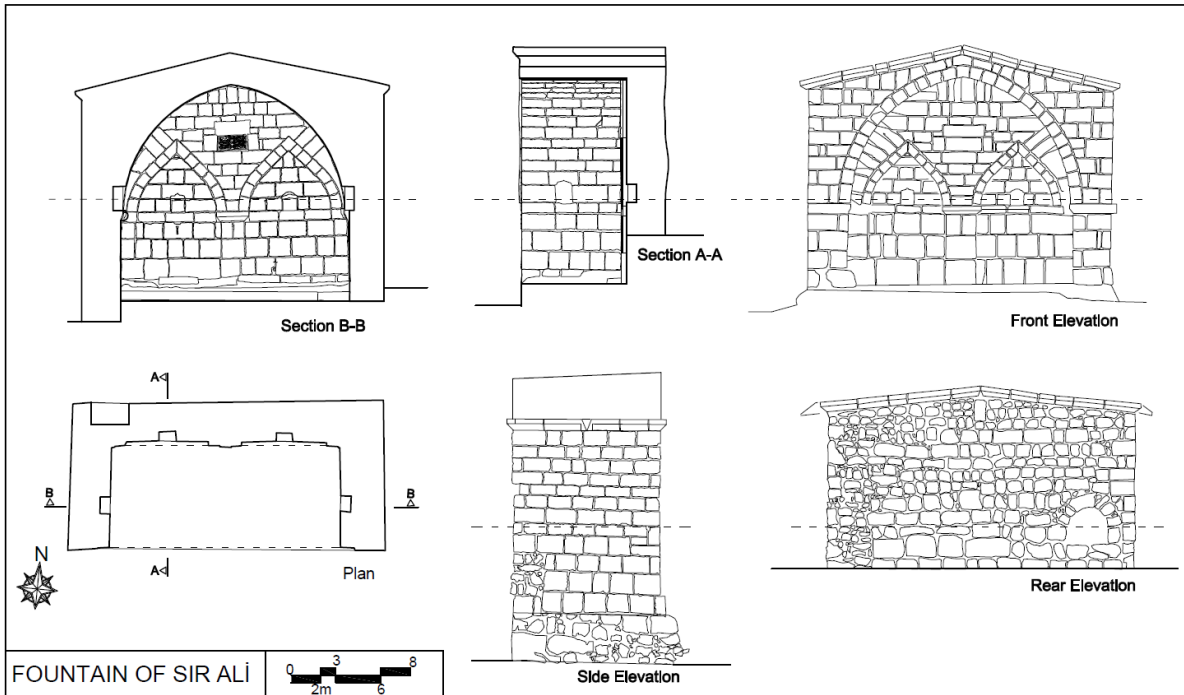 Section B-B
Section A-A
Front Elevation
A
B
B
A
N
Plan
Side Elevation
Rear Elevation
FOUNTAIN OF SIR ALİ
0 3 8
2m 6